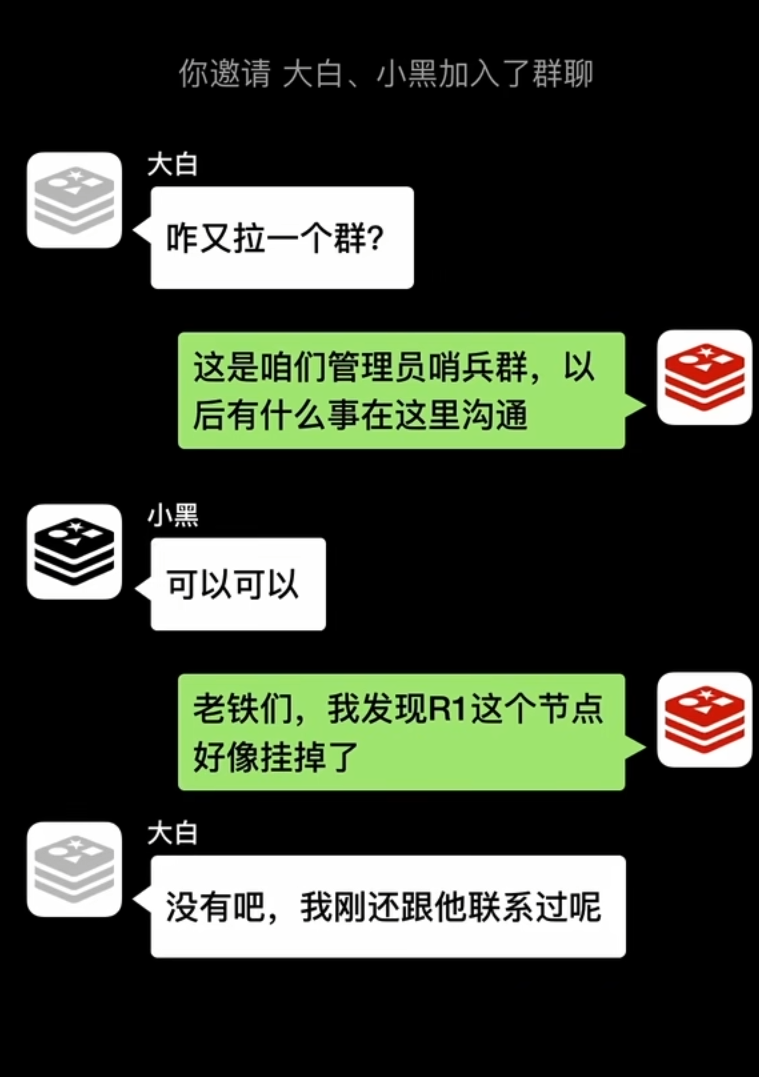 你邀请 大白、小黑加入了群聊
大白
咋又拉一个群?
这是咱们管理员哨兵群，以
后有什么事在这里沟通
小黑
可以可以
老铁们，我发现R1这个节点
好像挂掉了
大白
没有吧，我刚还跟他联系过呢